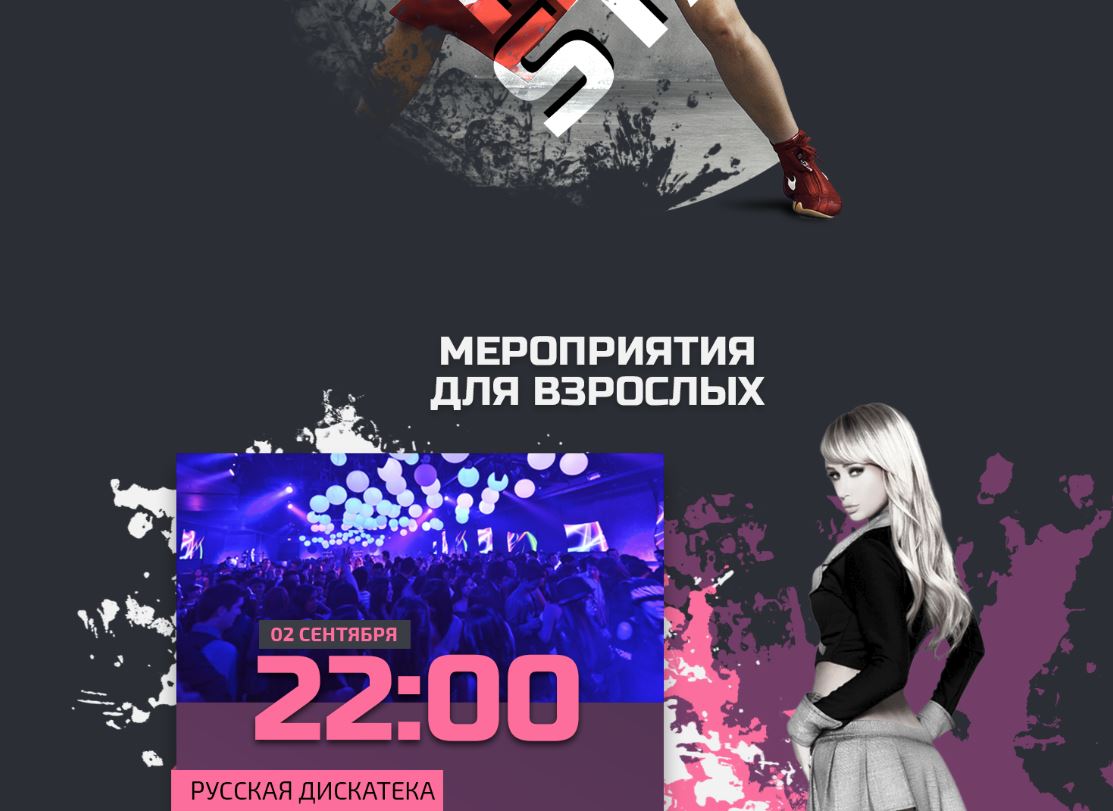 МЕРОПРИЯТИЯ
ДЛЯ ВЗРОСЛЫХ
02 СЕНТЯБРЯ
22:00
РУССКАЯ ДИСКАТЕКА